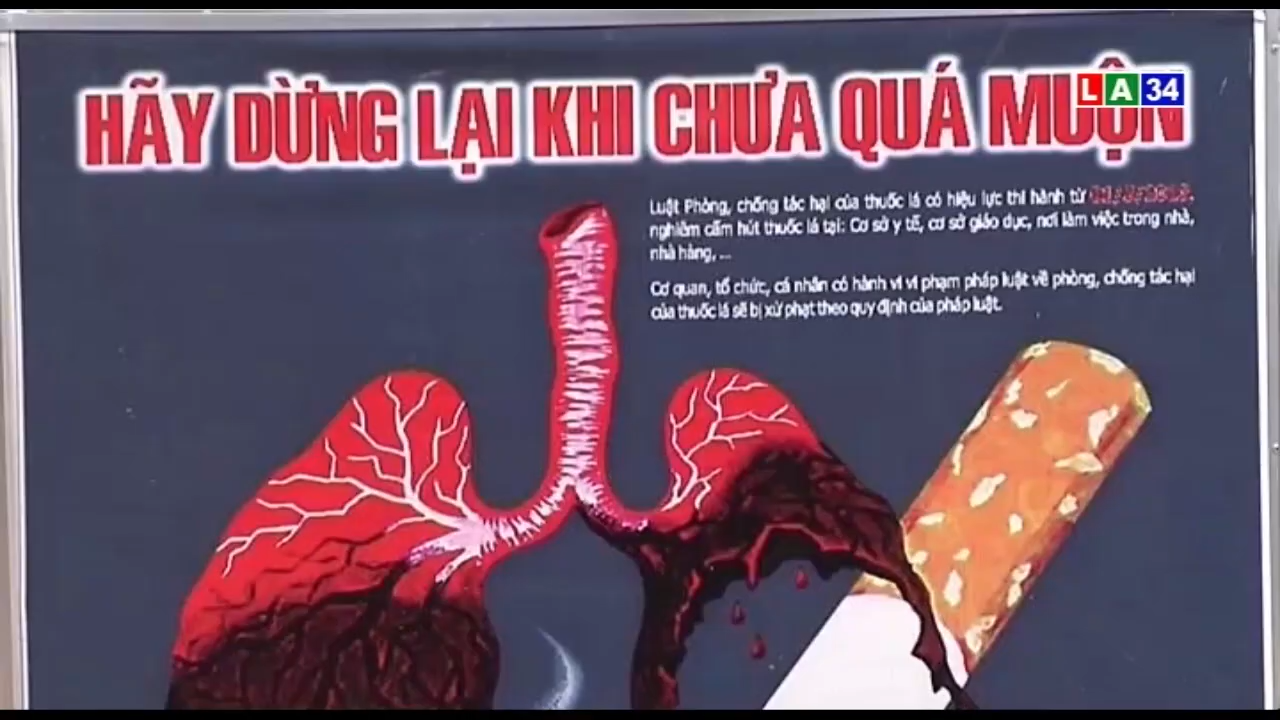 HÃY DỪNG LẠI KHI CHƯA QUÁ MUỘN
LA34
Luật Phòng, chống tác hại của thuốc lá có hiệu lực thi hành từ
nghiêm cấm hút thuốc lá tại: Cơ sở y tế, cơ sở giáo dục, nơi làm việc trong nhà,
nhà hàng, ...
Cơ quan, tổ chức, cá nhân có hành vi vi phạm pháp luật về phòng, chống tác hại
của thuốc lá sẽ bị xử phạt theo quy định của pháp luật.